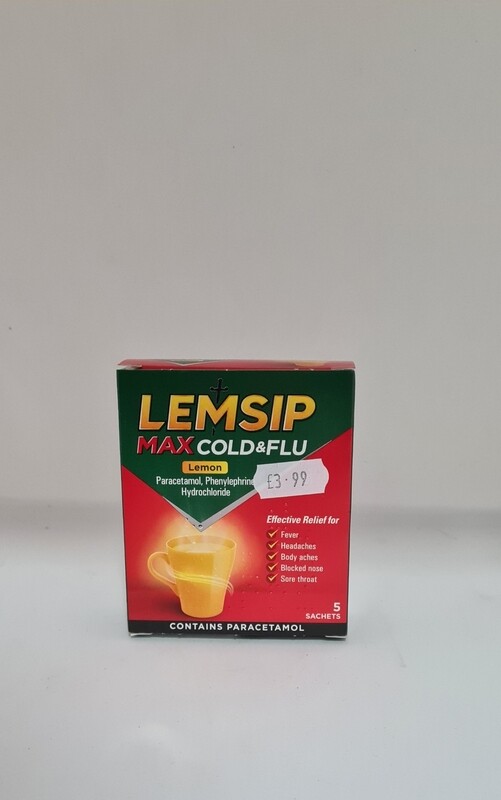 LEMSIP
MAX COLD&FLU
Lemon
Paracetamol, Phenylephrine
Hydrochloride
£3.99
Effective Relief for
Fever
Headaches
Body aches
Blocked nose
Sore throat
5
SACHETS
CONTAINS PARACETAMOL